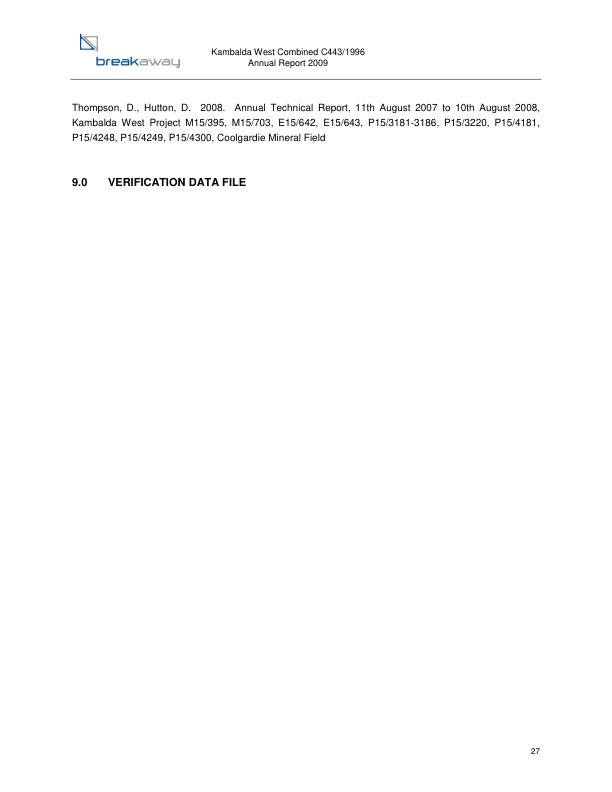 breakaway
Kambalda West Combined C443/1996
Annual Report 2009
Thompson, D., Hutton, D.  2008.  Annual Technical Report, 11th August 2007 to 10th August 2008,
Kambalda West Project M15/395, M15/703, E15/642, E15/643, P15/3181-3186, P15/3220, P15/4181,
P15/4248, P15/4249, P15/4300, Coolgardie Mineral Field
9.0 VERIFICATION DATA FILE
27